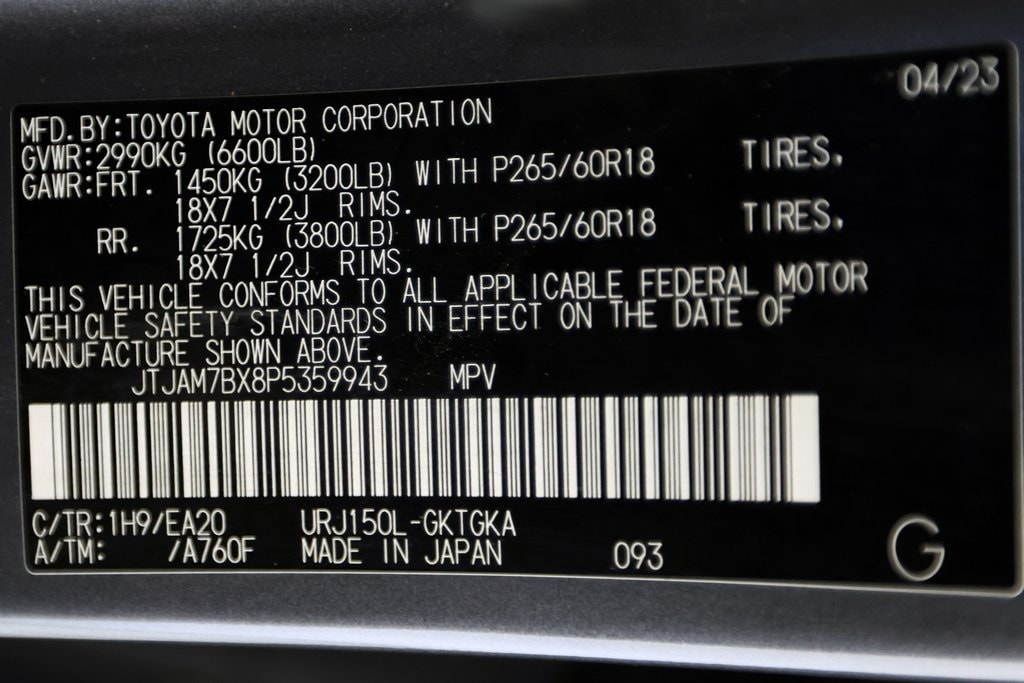 04/23
MFD.BY:TOYOTA MOTOR CORPORATION
GVWR:2990KG (6600LB)
GAWR:FRT. 1450KG (3200LB) WITH P265/60R18 TIRES.
18X7 1/2J RIMS.
RR. 1725KG (3800LB) WITH P265/60R18 TIRES.
18X7 1/2J RIMS.
THIS VEHICLE CONFORMS TO ALL APPLICABLE FEDERAL MOTOR
VEHICLE SAFETY STANDARDS IN EFFECT ON THE DATE OF
MANUFACTURE SHOWN ABOVE.
JTJAM7BX8P5359943 MPV
C/TR:1H9/EA20 URJ150L-GKTGKA
A/TM: /A760F MADE IN JAPAN 093 G